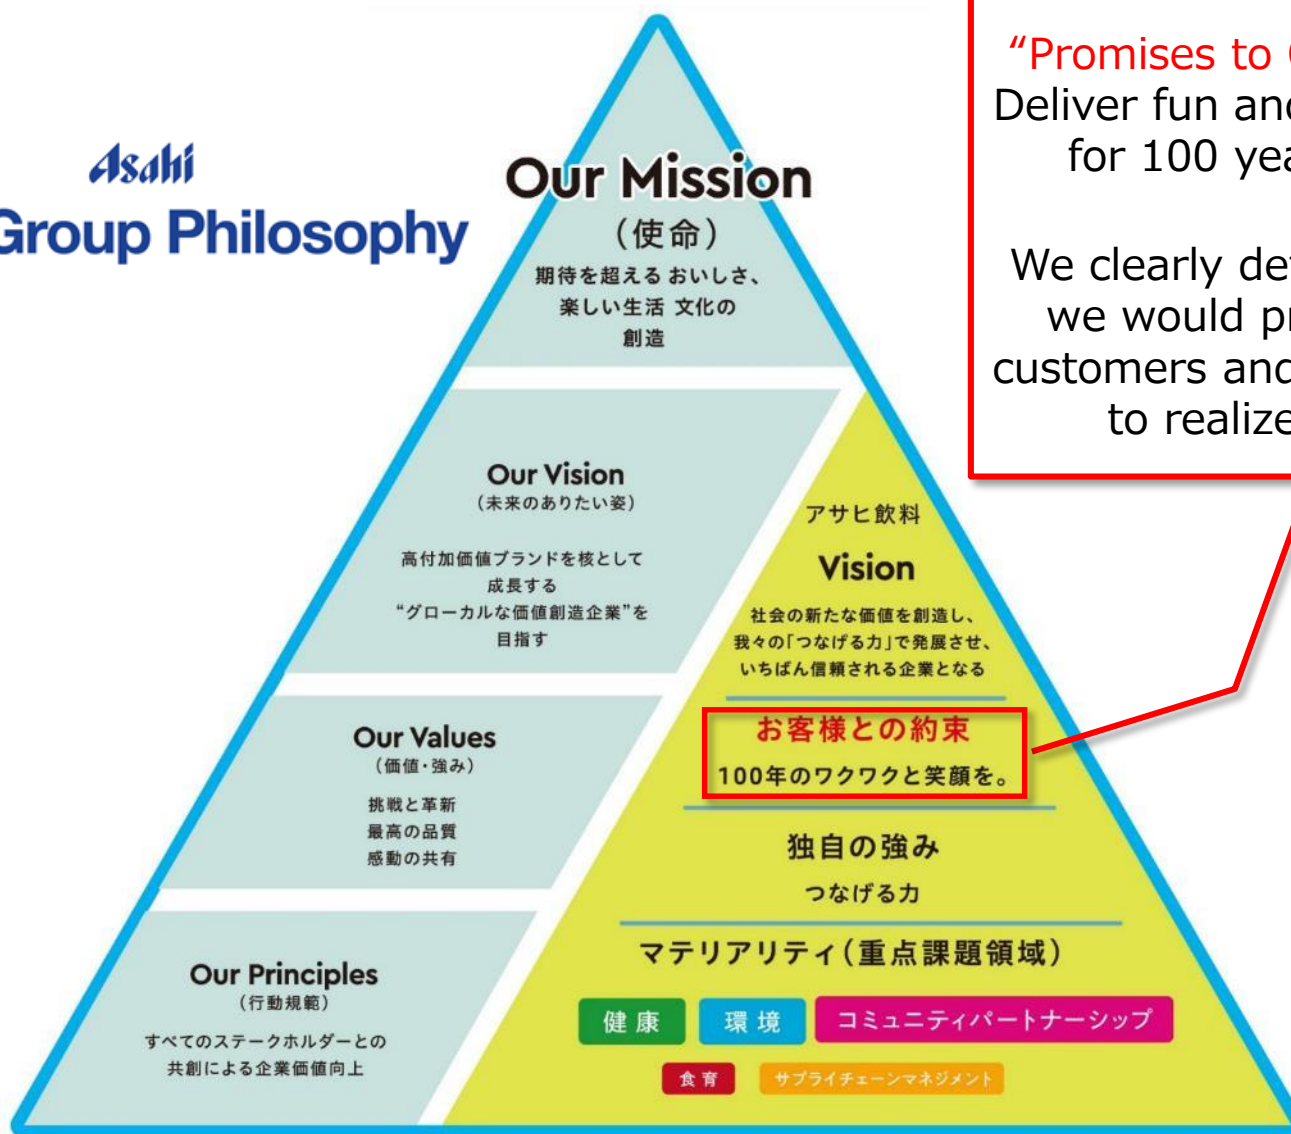 Asahi
Group Philosophy
Our Mission
（使命）
期待を超える おいしさ、
楽しい生活 文化の
創造
Our Vision
（未来のありたい姿）
高付加価値ブランドを核として
成長する
“グローカルな価値創造企業”を
目指す
Our Values
（価値・強み）
挑戦と革新
最高の品質
感動の共有
Our Principles
（行動規範）
すべてのステークホルダーとの
共創による企業価値向上
アサヒ飲料
Vision
社会の新たな価値を創造し、
我々の「つなげる力」で発展させ、
いちばん信頼される企業となる
お客様との約束
100年のワクワクと笑顔を。
独自の強み
つなげる力
マテリアリティ（重点課題領域）
健康 環境 コミュニティパートナーシップ
食育 サプライチェーンマネジメント
“Promises to
Deliver fun and
for 100
We clearly
we would
customers and
to realize